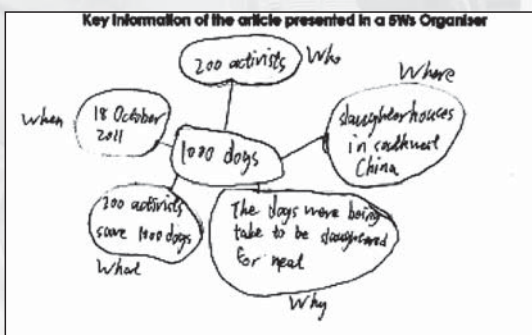 Key Information of the article presented in a 5Ws Organiser
200 activists
Who
Where
When
18 October
2011
slaughterhouses
in southwest
China
1000 dogs
200 activists
save 1000 dogs
What
The dogs were being
take to be slaughtered
for meat
Why